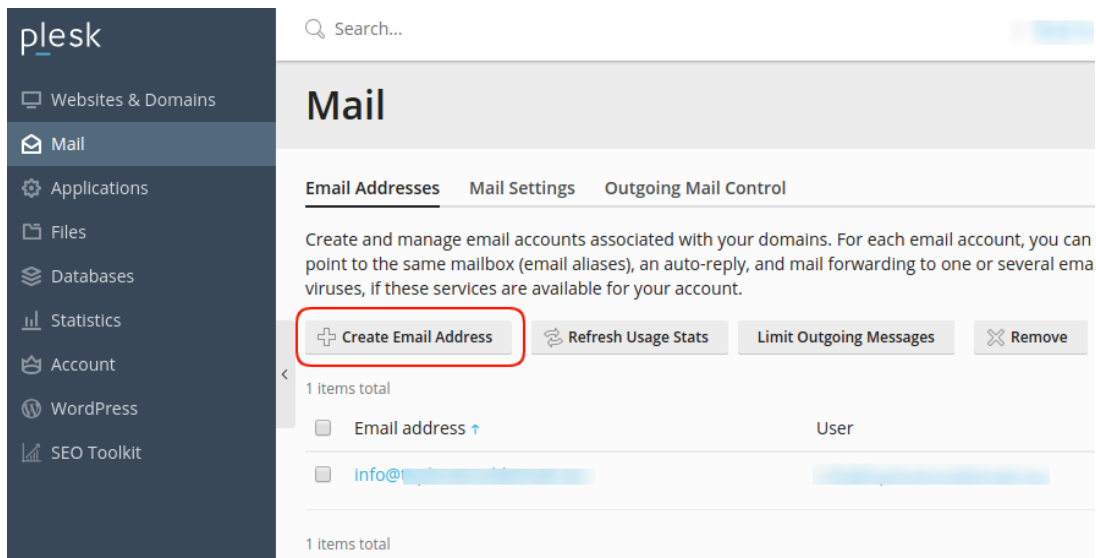 plesk
Search...
Websites & Domains
Mail
Applications
Files
Databases
Statistics
Account
WordPress
SEO Toolkit
Mail
Email Addresses Mail Settings Outgoing Mail Control
Create and manage email accounts associated with your domains. For each email account, you can
point to the same mailbox (email aliases), an auto-reply, and mail forwarding to one or several ema
viruses, if these services are available for your account.
Create Email Address Refresh Usage Stats Limit Outgoing Messages Remove
1 items total
Email address User
info@
1 items total